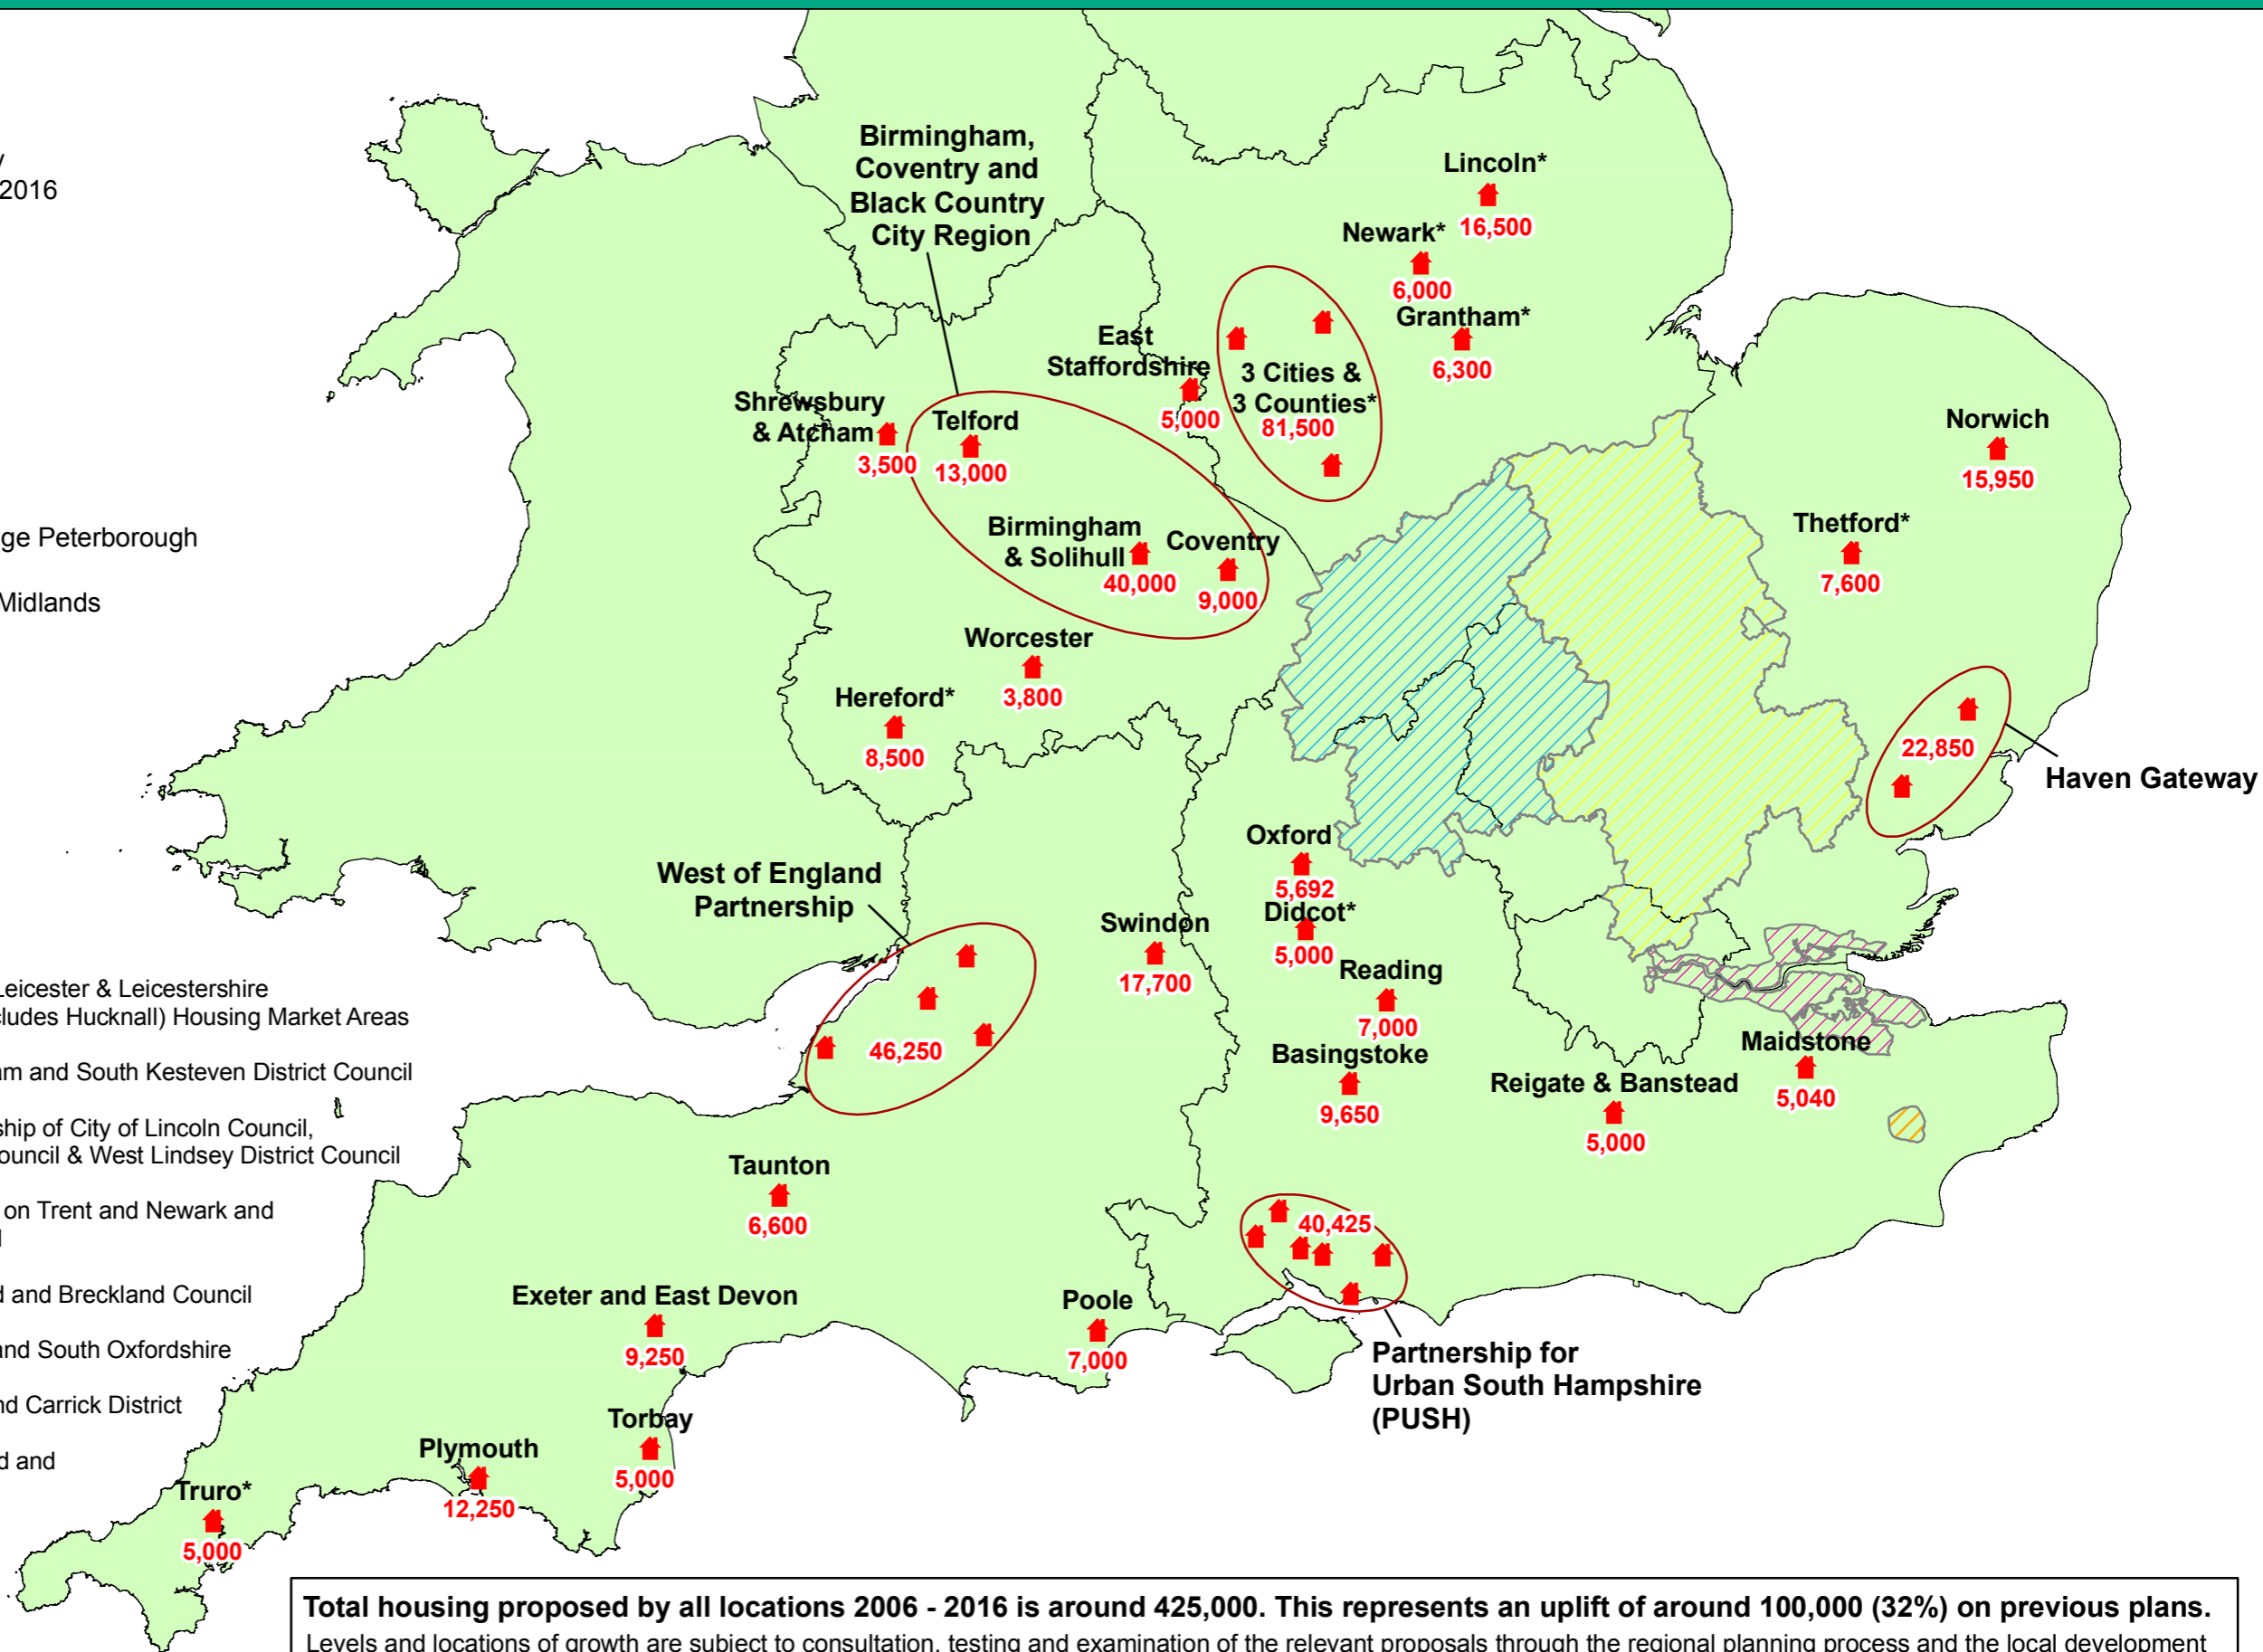 2016
ge Peterborough
Midlands
Leicester & Leicestershire
cludes Hucknall) Housing Market Areas
am and South Kesteven District Council
ship of City of Lincoln Council,
ouncil & West Lindsey District Council
on Trent and Newark and
d and Breckland Council
and South Oxfordshire
nd Carrick District
d and
Birmingham,
Coventry and
Black Country
City Region
Lincoln*
16,500
Newark*
6,000
Grantham*
6,300
East
Staffordshire
5,000
3 Cities &
3 Counties*
81,500
Shrewsbury
& Atcham
3,500
Telford
13,000
Norwich
15,950
Birmingham
& Solihull
40,000
Coventry
9,000
Thetford*
7,600
Worcester
3,800
Hereford*
8,500
22,850
Haven Gateway
Oxford
5,692
Didcot*
5,000
West of England
Partnership
46,250
Swindon
17,700
Reading
7,000
Basingstoke
9,650
Maidstone
5,040
Reigate & Banstead
5,000
Taunton
6,600
40,425
Partnership for
Urban South Hampshire
(PUSH)
Exeter and East Devon
9,250
Poole
7,000
Torbay
5,000
Plymouth
12,250
Truro*
5,000
Total housing proposed by all locations 2006 - 2016 is around 425,000. This represents an uplift of around 100,000 (32%) on previous plans.
Levels and locations of growth are subject to consultation, testing and examination of the relevant proposals through the regional planning process and the local development